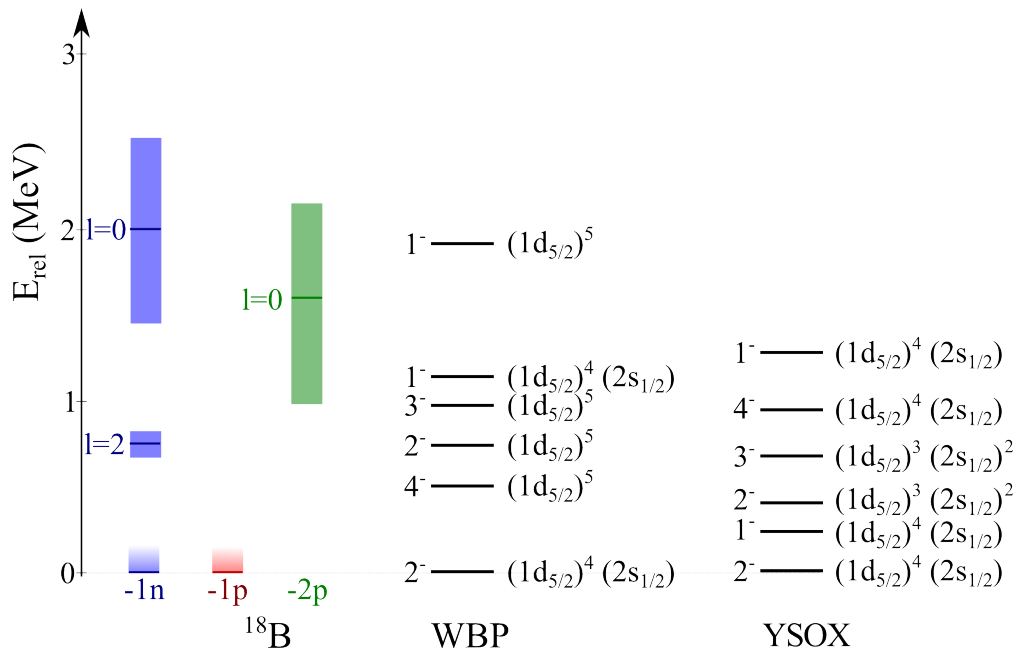 3
E_rel (MeV)
l=0
2
1⁻ (1d₅/₂)⁵
l=0
1⁻ (1d₅/₂)⁴ (2s₁/₂)
1⁻ (1d₅/₂)⁴ (2s₁/₂)
1
3⁻ (1d₅/₂)⁵
4⁻ (1d₅/₂)⁴ (2s₁/₂)
l=2
2⁻ (1d₅/₂)⁵
3⁻ (1d₅/₂)³ (2s₁/₂)²
4⁻ (1d₅/₂)⁵
2⁻ (1d₅/₂)³ (2s₁/₂)²
1⁻ (1d₅/₂)⁴ (2s₁/₂)
0
2⁻ (1d₅/₂)⁴ (2s₁/₂)
2⁻ (1d₅/₂)⁴ (2s₁/₂)
-1n -1p -2p
¹⁸B WBP YSOX